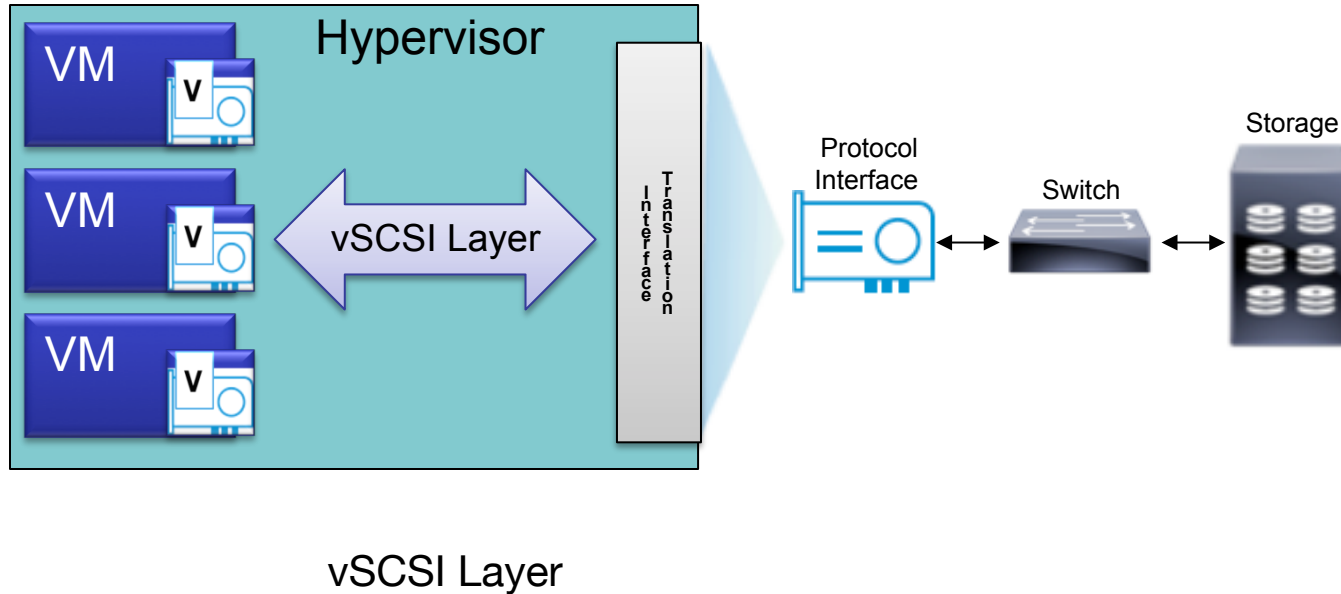 Hypervisor
VM
V
VM
V
VM
V
vSCSI Layer
Translation
Interface
Protocol
Interface
Switch
Storage
vSCSI Layer